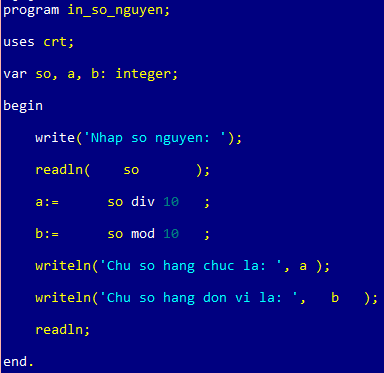 program in_so_nguyen;
uses crt;
var so, a, b: integer;
begin
write('Nhap so nguyen: ');
readln( so );
a:= so div 10 ;
b:= so mod 10 ;
writeln('Chu so hang chuc la: ', a );
writeln('Chu so hang don vi la: ', b );
readln;
end.